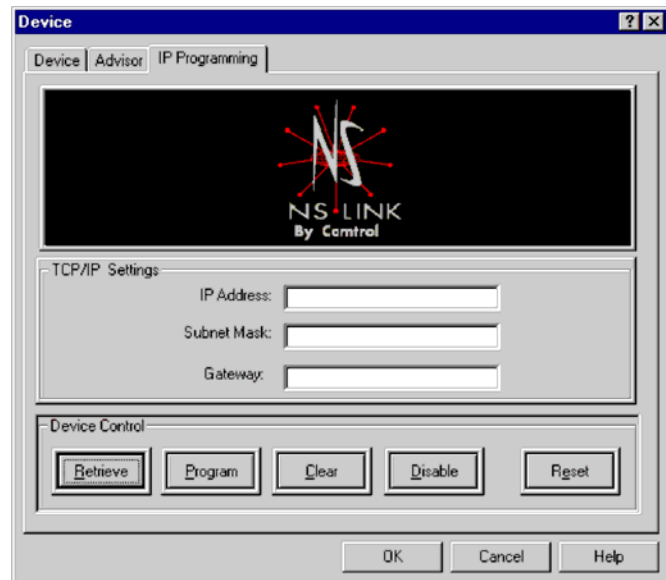 Device
Device Advisor IP Programming
NS
NS LINK
By Comtrol
TCP/IP Settings
IP Address:
Subnet Mask:
Gateway:
Device Control
Retrieve Program Clear Disable Reset
OK Cancel Help